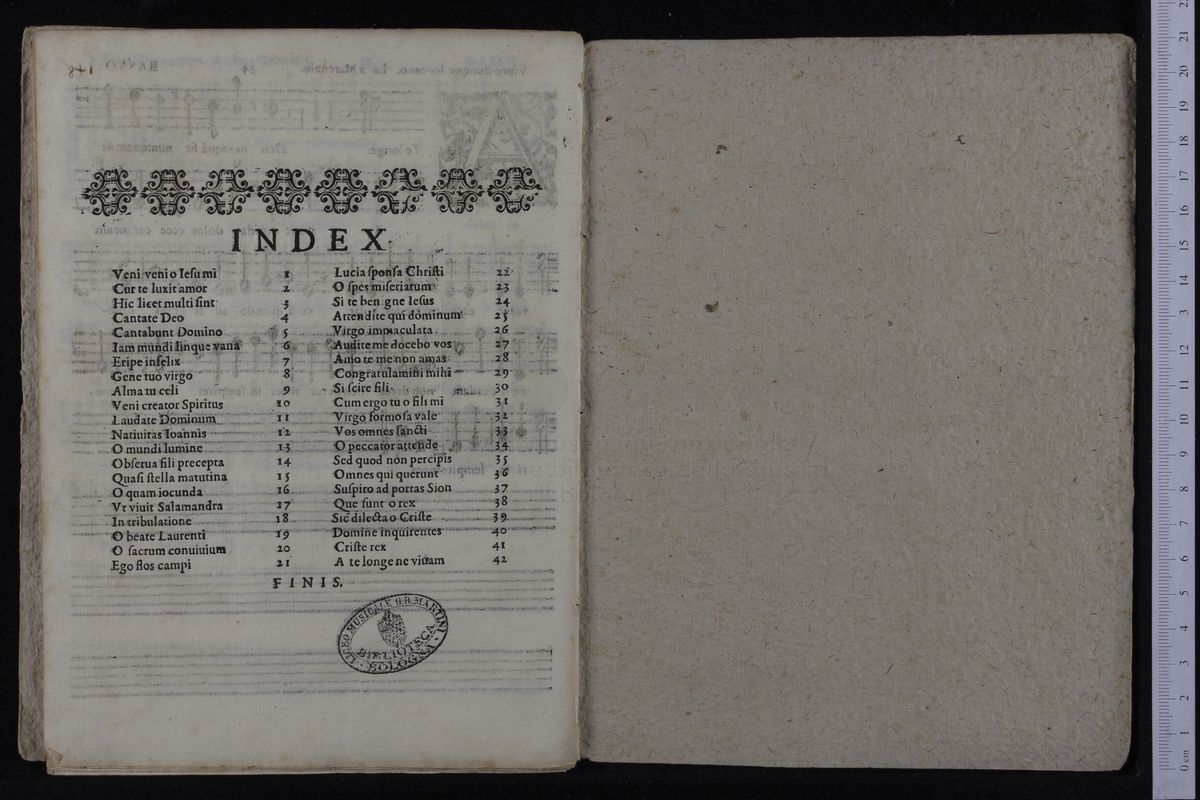 INDEX
Veni veni o Iesu mi 1
Cur te luxit amor 2
Hic licet multi sint 3
Cantate Deo 4
Cantabunt Domino 5
Iam mundi linque vana 6
Eripe infelix 7
Gene tuo virgo 8
Alma tu celi 9
Veni creator Spiritus 10
Laudate Dominum 11
Natiuitas Ioannis 12
O mundi lumine 13
Obserua fili precepta 14
Quasi stella matutina 15
O quam iocunda 16
Vt viuit Salamandra 17
In tribulatione 18
O beate Laurenti 19
O sacrum conuiuium 20
Ego flos campi 21
Lucia sponsa Christi 22
O spes miseriarum 23
Si te ben gne Iesus 24
Attendite qui dominum 25
Virgo immaculata 26
Audite me docebo vos 27
Amo te me non amas 28
Congratulamini mihi 29
Si scire fili 30
Cum ergo tu o fili mi 31
Virgo formosa vale 32
Vos omnes sancti 33
O peccator attende 34
Sed quod non percipis 35
Omnes qui querunt 36
Suspiro ad portas Sion 37
Que sunt o rex 38
Sic dilecta o Criste 39
Domine inquirentes 40
Criste rex 41
A te longe ne viuam 42
FINIS.
LICEO MUSICALE G.B. MARTINI
BIBLIOTECA
BOLOGNA